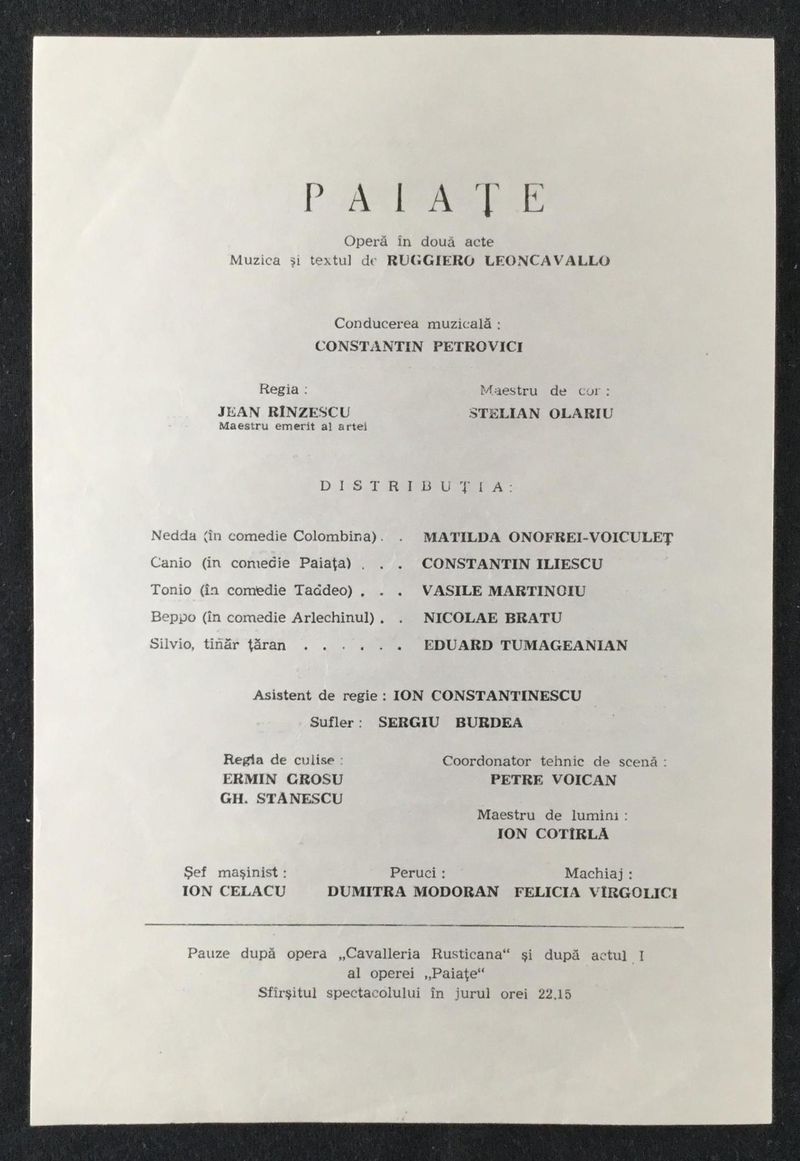 PAIAȚE
Operă în două acte
Muzica și textul de RUGGIERO LEONCAVALLO
Conducerea muzicală :
CONSTANTIN PETROVICI
Regia :
JEAN RÎNZESCU
Maestru emerit al artei
Maestru de cor :
STELIAN OLARIU
DISTRIBUȚIA:
Nedda (în comedie Colombina) . . MATILDA ONOFREI-VOICULEȚ
Canio (in comedie Paiața) . . . CONSTANTIN ILIESCU
Tonio (în comedie Taddeo) . . . VASILE MARTINOIU
Beppo (în comedie Arlechinul) . . NICOLAE BRATU
Silvio, tînăr țăran . . . . . . EDUARD TUMAGEANIAN
Asistent de regie : ION CONSTANTINESCU
Sufler : SERGIU BURDEA
Regia de culise :
ERMIN GROSU
GH. STĂNESCU
Coordonator tehnic de scenă :
PETRE VOICAN
Maestru de lumini :
ION COTÎRLĂ
Șef mașinist :
ION CELACU
Peruci :
DUMITRA MODORAN
Machiaj :
FELICIA VÎRGOLICI
Pauze după opera „Cavalleria Rusticana“ și după actul I
al operei „Paiațe“
Sfîrșitul spectacolului în jurul orei 22.15